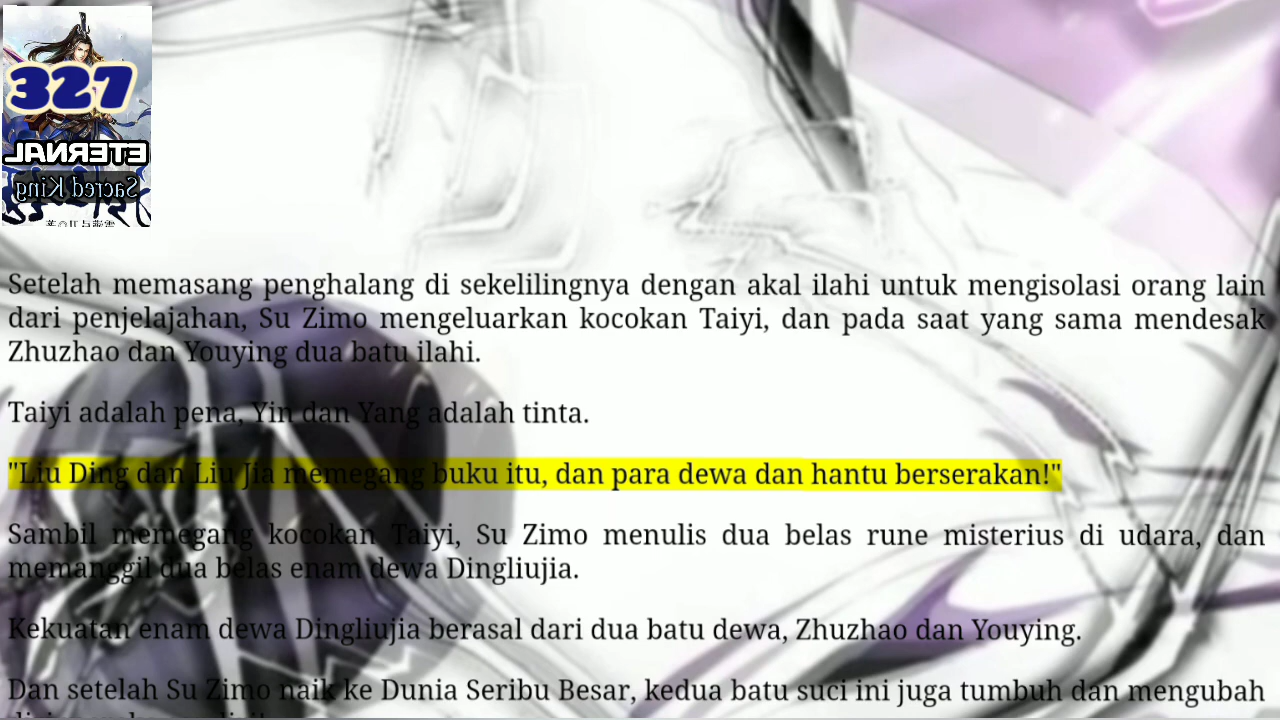 327
ETERNAL
Sacred King
Setelah memasang penghalang di sekelilingnya dengan akal ilahi untuk mengisolasi orang lain
dari penjelajahan, Su Zimo mengeluarkan kocokan Taiyi, dan pada saat yang sama mendesak
Zhuzhao dan Youying dua batu ilahi.
Taiyi adalah pena, Yin dan Yang adalah tinta.
"Liu Ding dan Liu Jia memegang buku itu, dan para dewa dan hantu berserakan!"
Sambil memegang kocokan Taiyi, Su Zimo menulis dua belas rune misterius di udara, dan
memanggil dua belas enam dewa Dingliujia.
Kekuatan enam dewa Dingliujia berasal dari dua batu dewa, Zhuzhao dan Youying.
Dan setelah Su Zimo naik ke Dunia Seribu Besar, kedua batu suci ini juga tumbuh dan mengubah